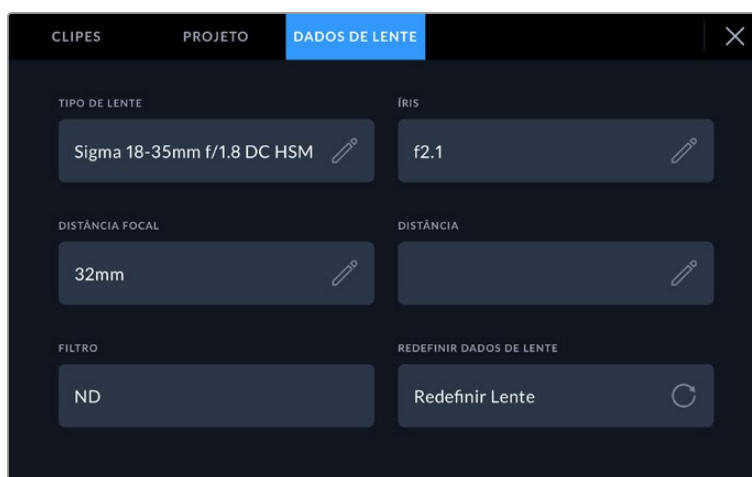 CLIPES PROJETO DADOS DE LENTE
TIPO DE LENTE ÍRIS
Sigma 18-35mm f/1.8 DC HSM f2.1
DISTÂNCIA FOCAL DISTÂNCIA
32mm
FILTRO REDEFINIR DADOS DE LENTE
ND Redefinir Lente